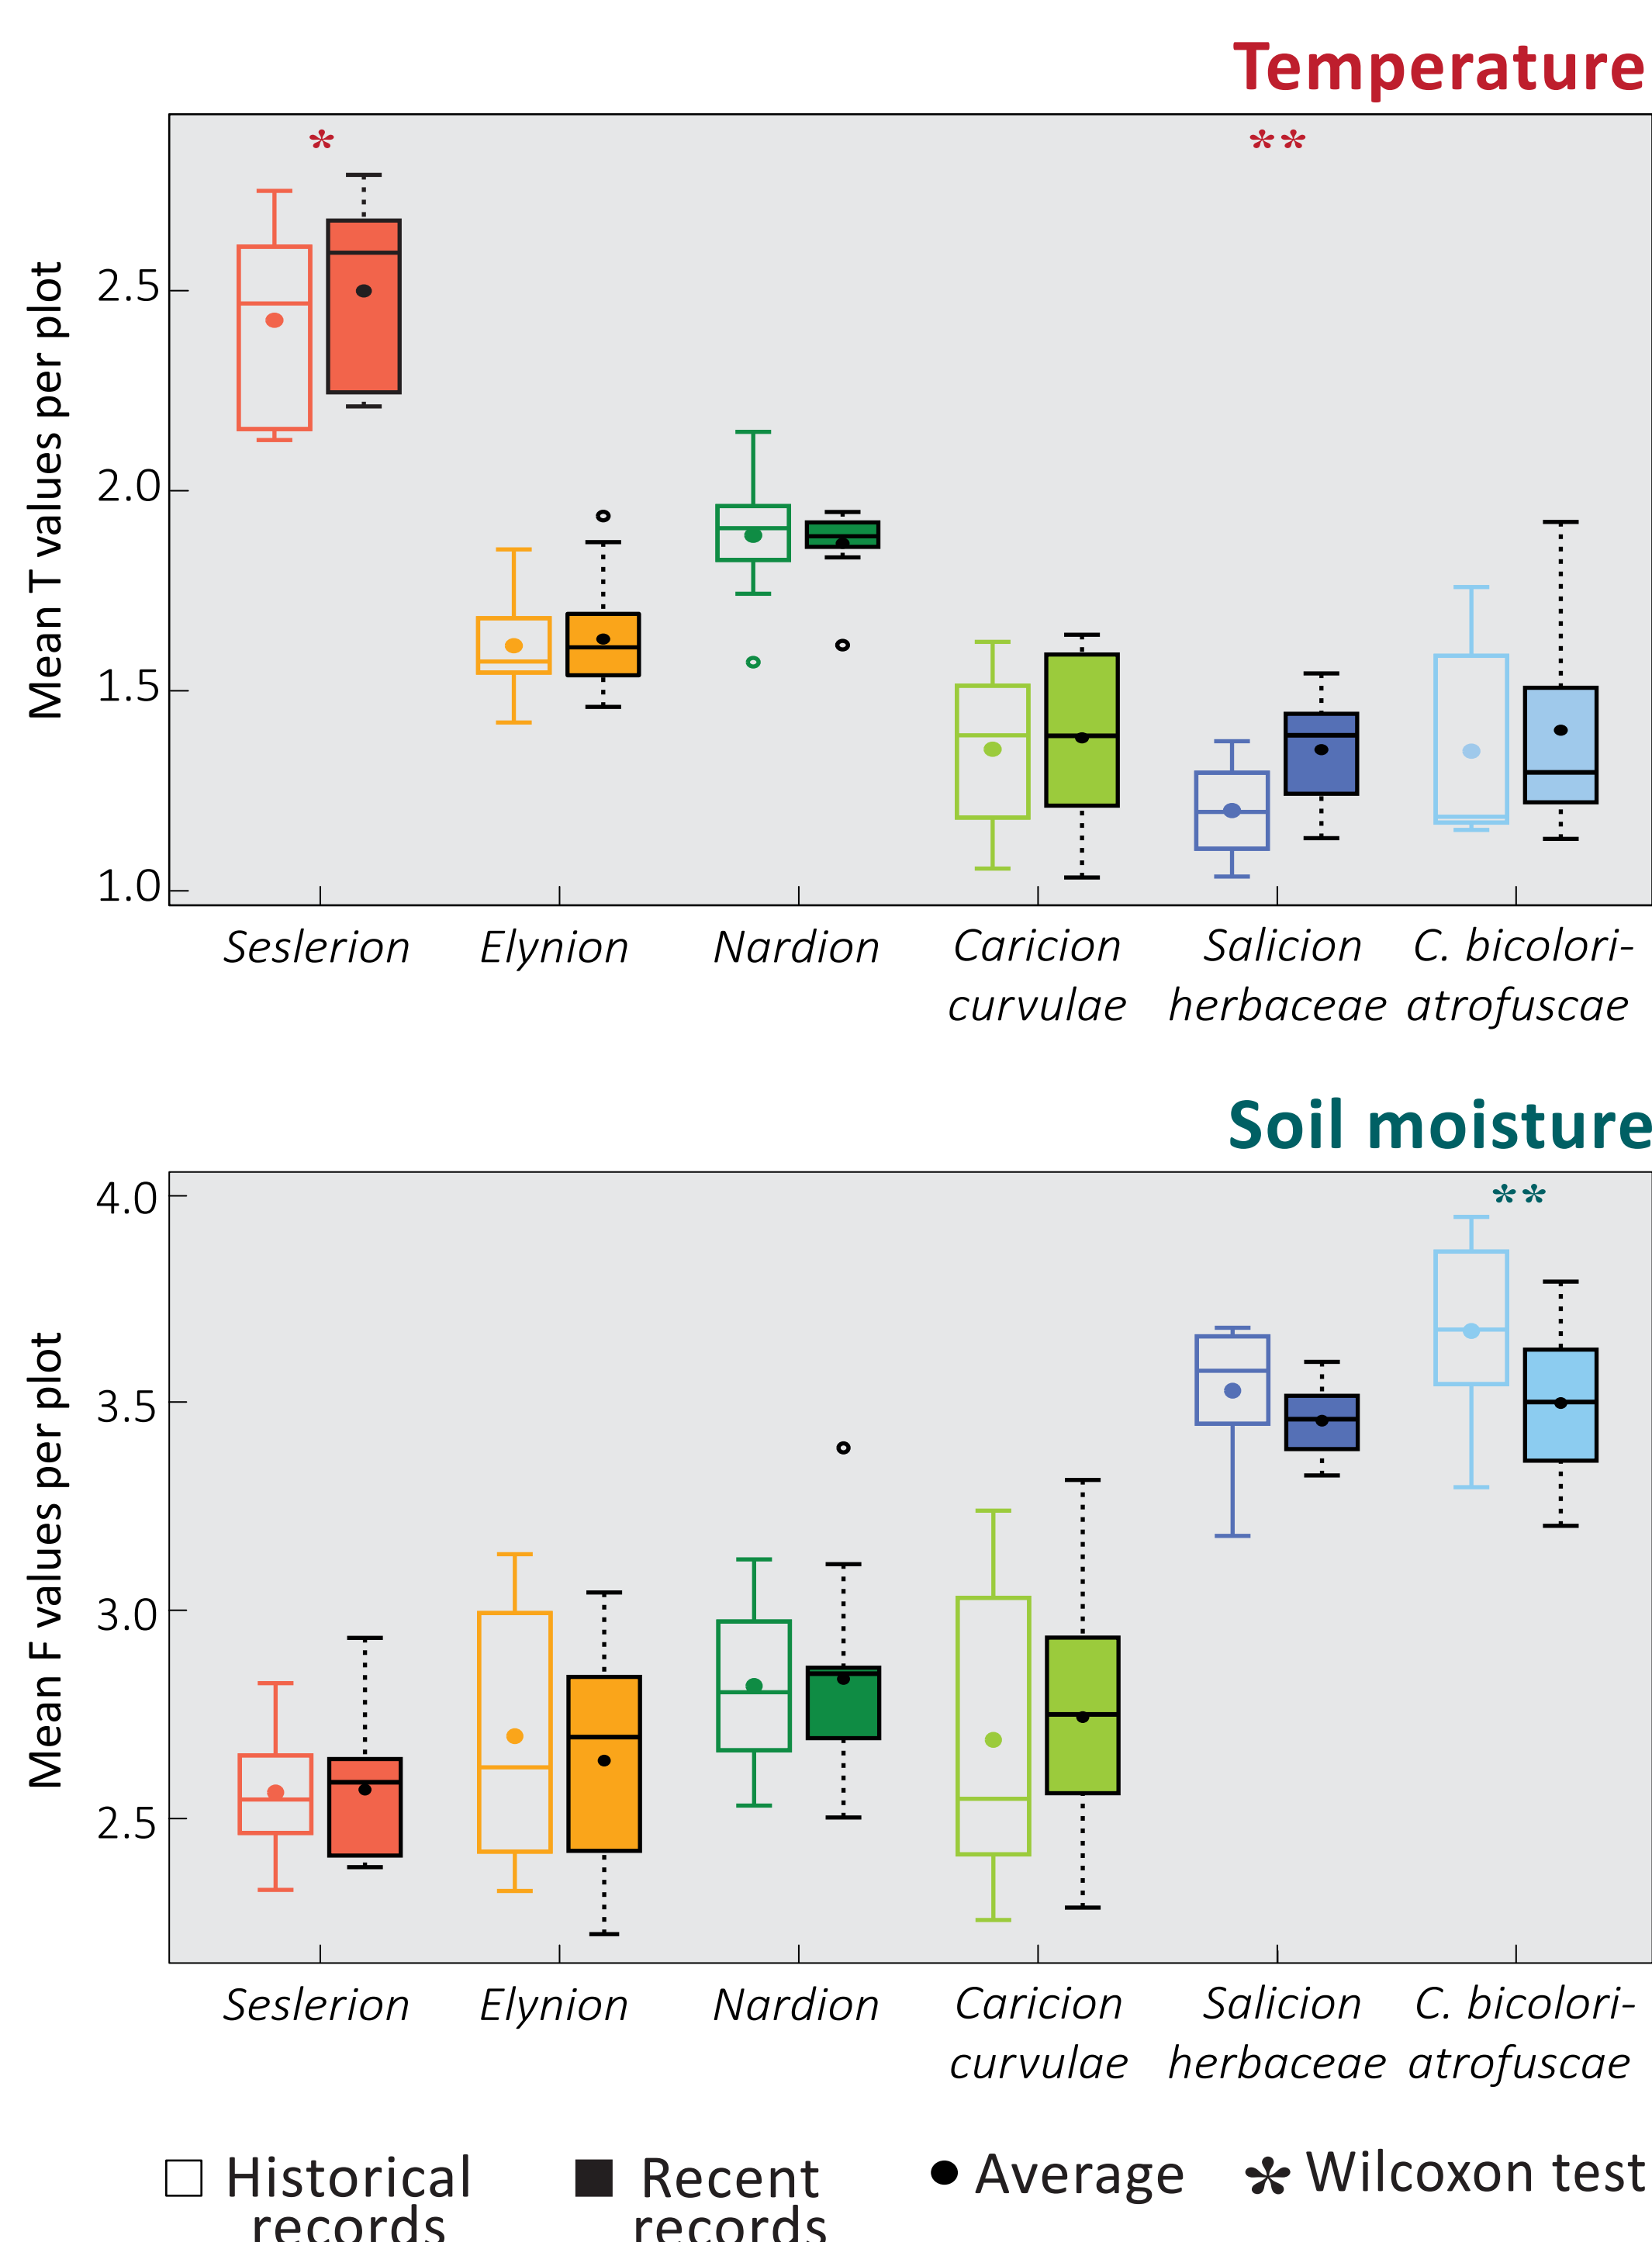 Temperature
*
**
Mean T values per plot
2.5
2.0
1.5
1.0
Seslerion
Elynion
Nardion
Caricion
curvulae
Salicion
herbaceae
C. bicolori-
atrofuscae
Soil moisture
**
Mean F values per plot
4.0
3.5
3.0
2.5
Seslerion
Elynion
Nardion
Caricion
curvulae
Salicion
herbaceae
C. bicolori-
atrofuscae
Historical
records
Recent
records
Average
* Wilcoxon test